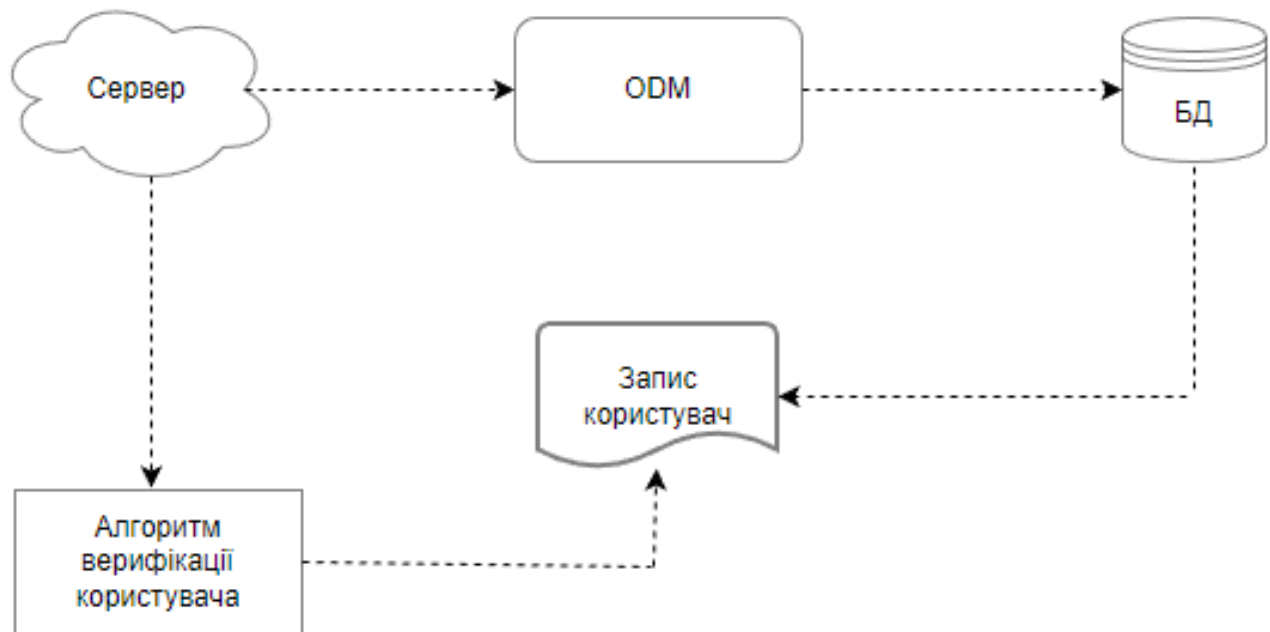 Сервер
ODM
БД
Запис
користувач
Алгоритм
верифікації
користувача